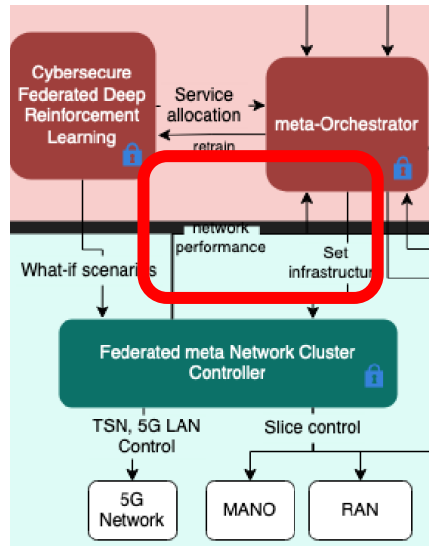 Cybersecure
Federated Deep
Reinforcement
Learning
Service
allocation
retrain
meta-Orchestrator
network
performance
What-if scenarios
Set
infrastructur
Federated meta Network Cluster
Controller
TSN, 5G LAN
Control
Slice control
5G
Network
MANO
RAN